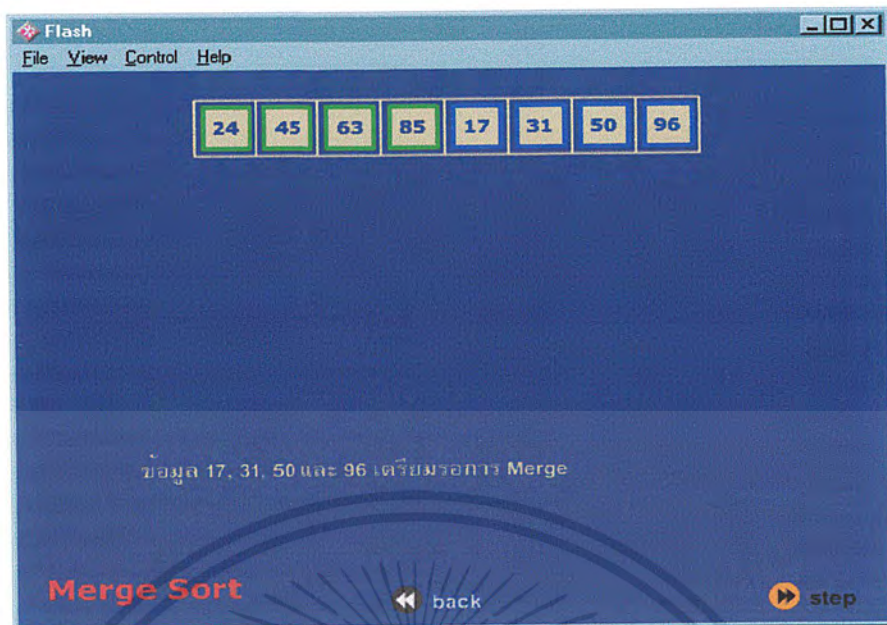 Flash
File View Control Help
24 45 63 85 17 31 50 96
ข้อมูล 17, 31, 50 และ 96 เตรียมรอการ Merge
Merge Sort
back
step